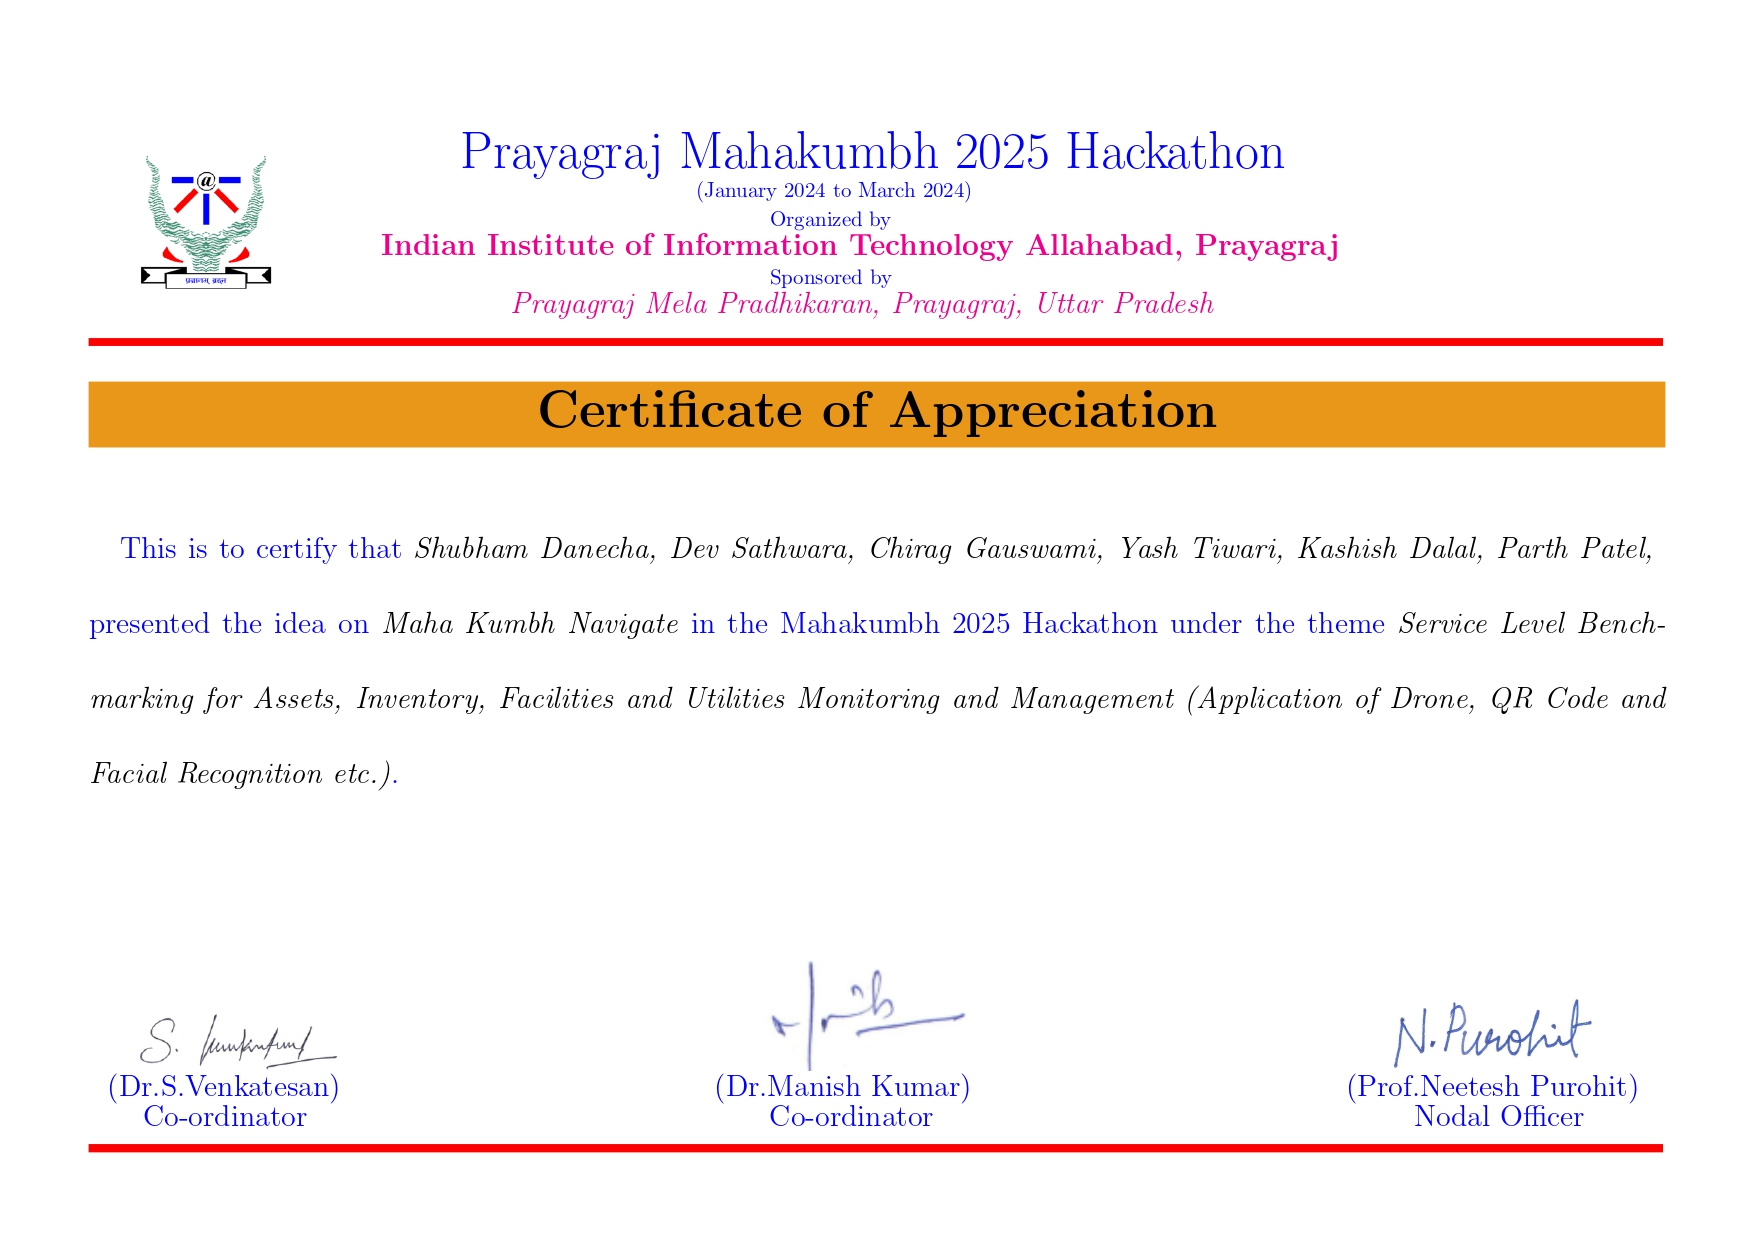 Prayagraj Mahakumbh 2025 Hackathon
(January 2024 to March 2024)
Organized by
Indian Institute of Information Technology Allahabad, Prayagraj
Sponsored by
Prayagraj Mela Pradhikaran, Prayagraj, Uttar Pradesh
@
प्रज्ञानम् ब्रह्म
Certificate of Appreciation
This is to certify that Shubham Danecha, Dev Sathwara, Chirag Gauswami, Yash Tiwari, Kashish Dalal, Parth Patel,
presented the idea on Maha Kumbh Navigate in the Mahakumbh 2025 Hackathon under the theme Service Level Bench-
marking for Assets, Inventory, Facilities and Utilities Monitoring and Management (Application of Drone, QR Code and
Facial Recognition etc.).
S.
N. Purohit
(Dr.S.Venkatesan)
Co-ordinator
(Dr.Manish Kumar)
Co-ordinator
(Prof.Neetesh Purohit)
Nodal Officer